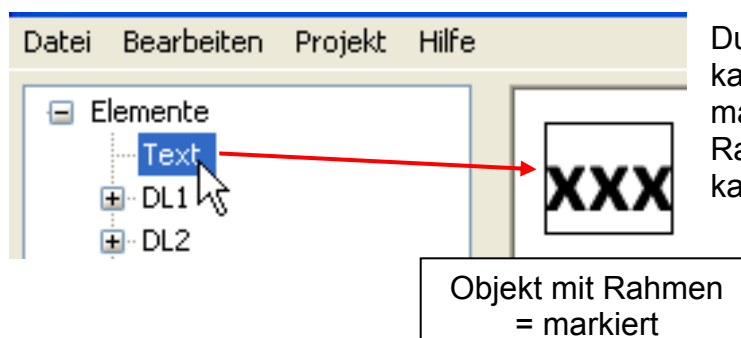 Datei Bearbeiten Projekt Hilfe
Elemente
Text
DL1
DL2
xxx
Objekt mit Rahmen
= markiert